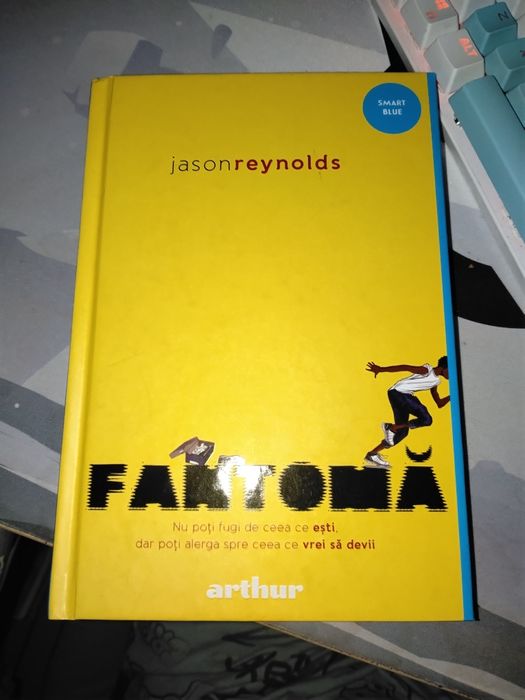 SMART
BLUE
jasonreynolds
FANTOMĂ
Nu poți fugi de ceea ce ești,
dar poți alerga spre ceea ce vrei să devii
arthur
ALT
N